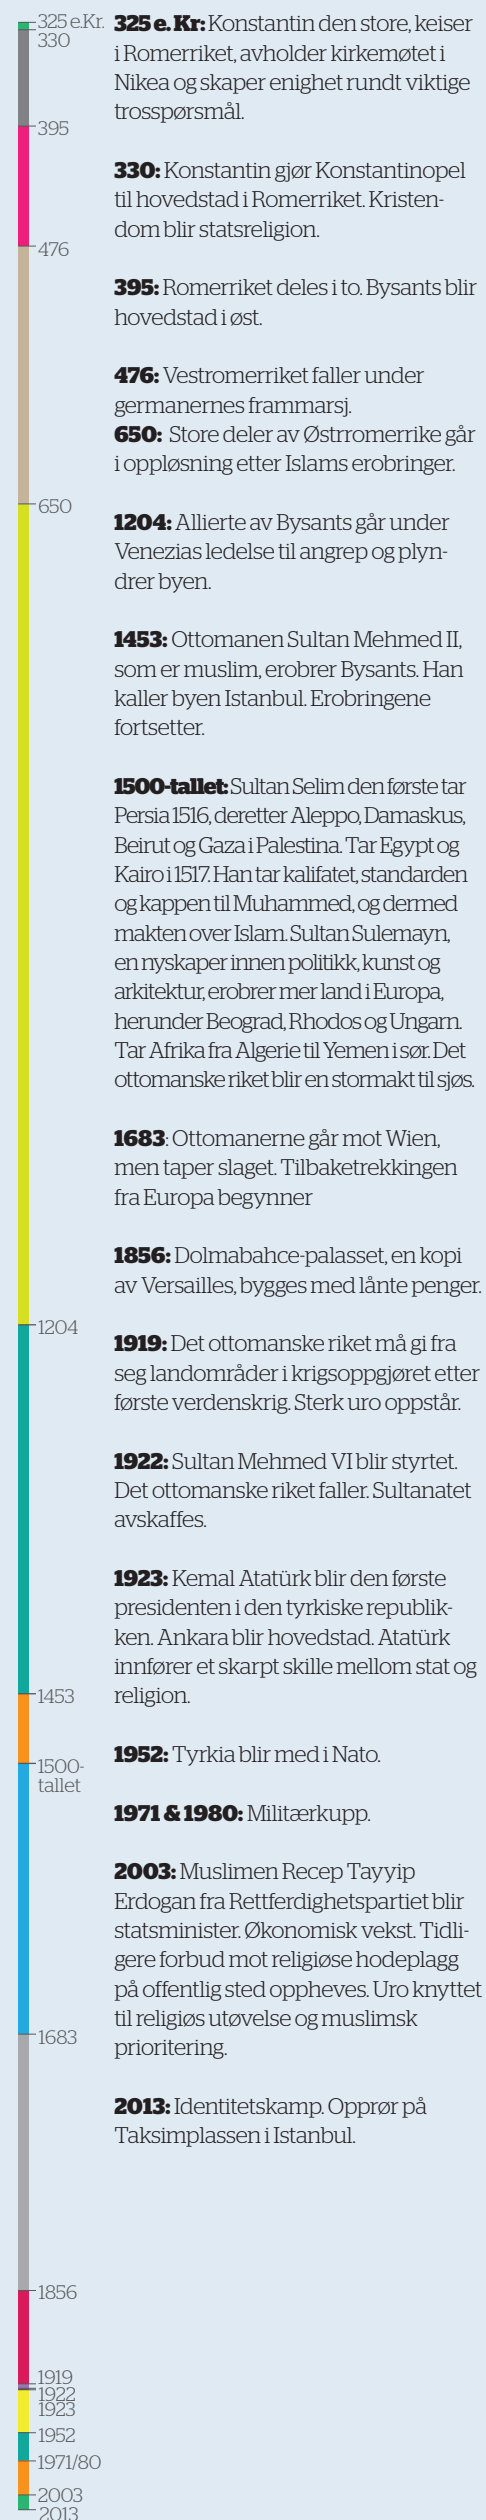 325 e.Kr.
330
395
476
650
1204
1453
1500-
tallet
1683
1856
1919
1922
1923
1952
1971/80
2003
2013
325 e. Kr: Konstantin den store, keiser
i Romerriket, avholder kirkemøtet i
Nikea og skaper enighet rundt viktige
trosspørsmål.
330: Konstantin gjør Konstantinopel
til hovedstad i Romerriket. Kristen-
dom blir statsreligion.
395: Romerriket deles i to. Bysants blir
hovedstad i øst.
476: Vestromerriket faller under
germanernes frammarsj.
650: Store deler av Østrromerrike går
i oppløsning etter Islams erobringer.
1204: Allierte av Bysants går under
Venezias ledelse til angrep og plyn-
drer byen.
1453: Ottomanen Sultan Mehmed II,
som er muslim, erobrer Bysants. Han
kaller byen Istanbul. Erobringene
fortsetter.
1500-tallet: Sultan Selim den første tar
Persia 1516, deretter Aleppo, Damaskus,
Beirut og Gaza i Palestina. Tar Egypt og
Kairo i 1517. Han tar kalifatet, standarden
og kappen til Muhammed, og dermed
makten over Islam. Sultan Sulemayn,
en nyskaper innen politikk, kunst og
arkitektur, erobrer mer land i Europa,
herunder Beograd, Rhodos og Ungarn.
Tar Afrika fra Algerie til Yemen i sør. Det
ottomanske riket blir en stormakt til sjøs.
1683: Ottomanerne går mot Wien,
men taper slaget. Tilbaketrekkingen
fra Europa begynner
1856: Dolmabahce-palasset, en kopi
av Versailles, bygges med lånte penger.
1919: Det ottomanske riket må gi fra
seg landområder i krigsoppgjøret etter
første verdenskrig. Sterk uro oppstår.
1922: Sultan Mehmed VI blir styrtet.
Det ottomanske riket faller. Sultanatet
avskaffes.
1923: Kemal Atatürk blir den første
presidenten i den tyrkiske republik-
ken. Ankara blir hovedstad. Atatürk
innfører et skarpt skille mellom stat og
religion.
1952: Tyrkia blir med i Nato.
1971 & 1980: Militærkupp.
2003: Muslimen Recep Tayyip
Erdogan fra Rettferdighetspartiet blir
statsminister. Økonomisk vekst. Tidli-
gere forbud mot religiøse hodeplagg
på offentlig sted oppheves. Uro knyttet
til religiøs utøvelse og muslimsk
prioritering.
2013: Identitetskamp. Opprør på
Taksimplassen i Istanbul.